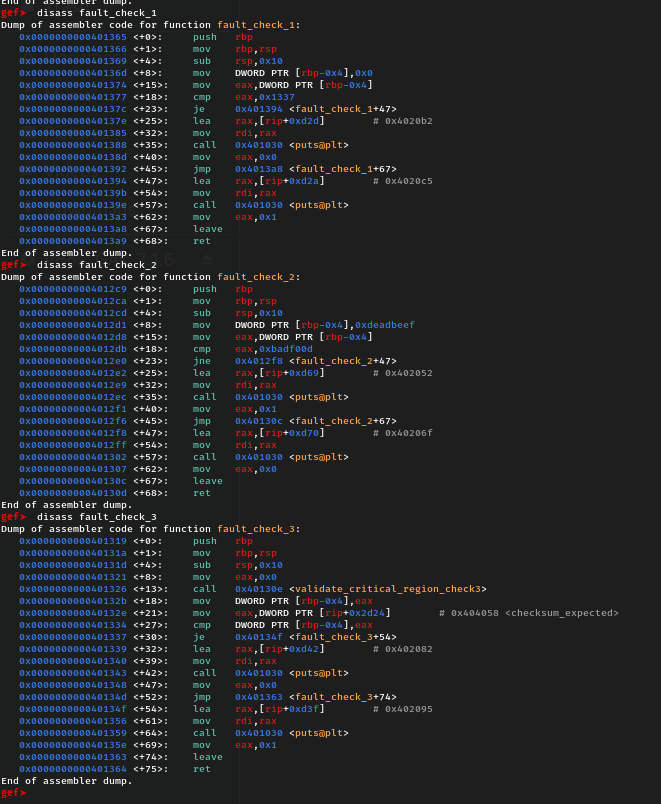 End of assembler dump.
gef➤  disass fault_check_1
Dump of assembler code for function fault_check_1:
   0x0000000000401365 <+0>:     push   rbp
   0x0000000000401366 <+1>:     mov    rbp,rsp
   0x0000000000401369 <+4>:     sub    rsp,0x10
   0x000000000040136d <+8>:     mov    DWORD PTR [rbp-0x4],0x0
   0x0000000000401374 <+15>:    mov    eax,DWORD PTR [rbp-0x4]
   0x0000000000401377 <+18>:    cmp    eax,0x1337
   0x000000000040137c <+23>:    je     0x401394 <fault_check_1+47>
   0x000000000040137e <+25>:    lea    rax,[rip+0xd2d]        # 0x4020b2
   0x0000000000401385 <+32>:    mov    rdi,rax
   0x0000000000401388 <+35>:    call   0x401030 <puts@plt>
   0x000000000040138d <+40>:    mov    eax,0x0
   0x0000000000401392 <+45>:    jmp    0x4013a8 <fault_check_1+67>
   0x0000000000401394 <+47>:    lea    rax,[rip+0xd2a]        # 0x4020c5
   0x000000000040139b <+54>:    mov    rdi,rax
   0x000000000040139e <+57>:    call   0x401030 <puts@plt>
   0x00000000004013a3 <+62>:    mov    eax,0x1
   0x00000000004013a8 <+67>:    leave
   0x00000000004013a9 <+68>:    ret
End of assembler dump.
gef➤  disass fault_check_2
Dump of assembler code for function fault_check_2:
   0x00000000004012c9 <+0>:     push   rbp
   0x00000000004012ca <+1>:     mov    rbp,rsp
   0x00000000004012cd <+4>:     sub    rsp,0x10
   0x00000000004012d1 <+8>:     mov    DWORD PTR [rbp-0x4],0xdeadbeef
   0x00000000004012d8 <+15>:    mov    eax,DWORD PTR [rbp-0x4]
   0x00000000004012db <+18>:    cmp    eax,0xbadf00d
   0x00000000004012e0 <+23>:    jne    0x4012f8 <fault_check_2+47>
   0x00000000004012e2 <+25>:    lea    rax,[rip+0xd69]        # 0x402052
   0x00000000004012e9 <+32>:    mov    rdi,rax
   0x00000000004012ec <+35>:    call   0x401030 <puts@plt>
   0x00000000004012f1 <+40>:    mov    eax,0x1
   0x00000000004012f6 <+45>:    jmp    0x40130c <fault_check_2+67>
   0x00000000004012f8 <+47>:    lea    rax,[rip+0xd70]        # 0x40206f
   0x00000000004012ff <+54>:    mov    rdi,rax
   0x0000000000401302 <+57>:    call   0x401030 <puts@plt>
   0x0000000000401307 <+62>:    mov    eax,0x0
   0x000000000040130c <+67>:    leave
   0x000000000040130d <+68>:    ret
End of assembler dump.
gef➤  disass fault_check_3
Dump of assembler code for function fault_check_3:
   0x0000000000401319 <+0>:     push   rbp
   0x000000000040131a <+1>:     mov    rbp,rsp
   0x000000000040131d <+4>:     sub    rsp,0x10
   0x0000000000401321 <+8>:     mov    eax,0x0
   0x0000000000401326 <+13>:    call   0x40130e <validate_critical_region_check3>
   0x000000000040132b <+18>:    mov    DWORD PTR [rbp-0x4],eax
   0x000000000040132e <+21>:    mov    eax,DWORD PTR [rip+0x2d24]        # 0x404058 <checksum_expected>
   0x0000000000401334 <+27>:    cmp    DWORD PTR [rbp-0x4],eax
   0x0000000000401337 <+30>:    je     0x40134f <fault_check_3+54>
   0x0000000000401339 <+32>:    lea    rax,[rip+0xd42]        # 0x402082
   0x0000000000401340 <+39>:    mov    rdi,rax
   0x0000000000401343 <+42>:    call   0x401030 <puts@plt>
   0x0000000000401348 <+47>:    mov    eax,0x0
   0x000000000040134d <+52>:    jmp    0x401363 <fault_check_3+74>
   0x000000000040134f <+54>:    lea    rax,[rip+0xd3f]        # 0x402095
   0x0000000000401356 <+61>:    mov    rdi,rax
   0x0000000000401359 <+64>:    call   0x401030 <puts@plt>
   0x000000000040135e <+69>:    mov    eax,0x1
   0x0000000000401363 <+74>:    leave
   0x0000000000401364 <+75>:    ret
End of assembler dump.
gef➤